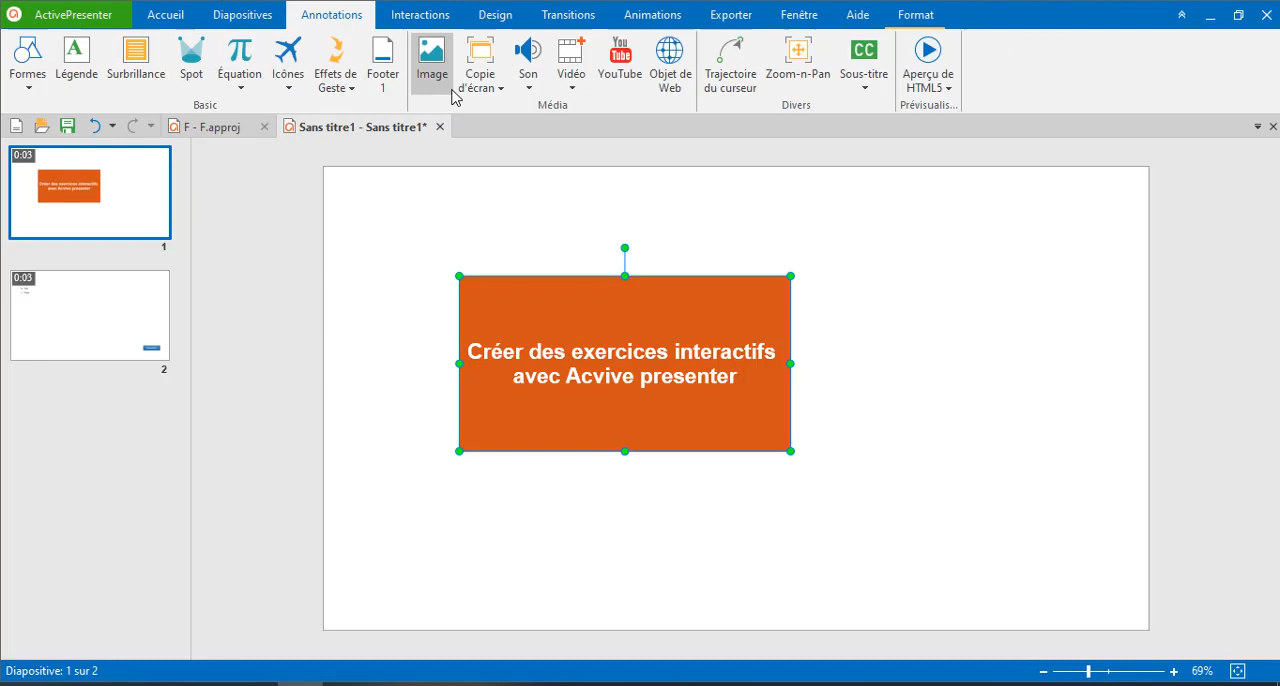 ActivePresenter Accueil Diapositives Annotations Interactions Design Transitions Animations Exporter Fenêtre Aide Format
Formes Légende Surbrillance Spot Équation Icônes Effets de Geste Footer 1
Basic
Image Copie d'écran Son Vidéo YouTube Objet de Web
Média
Trajectoire du curseur Zoom-n-Pan Sous-titre
Divers
Aperçu de HTML5
Prévisualis...
F - F.approj Sans titre1 - Sans titre1*
0:03
1
0:03
2
Créer des exercices interactifs
avec Acvive presenter
Diapositive: 1 sur 2 69%